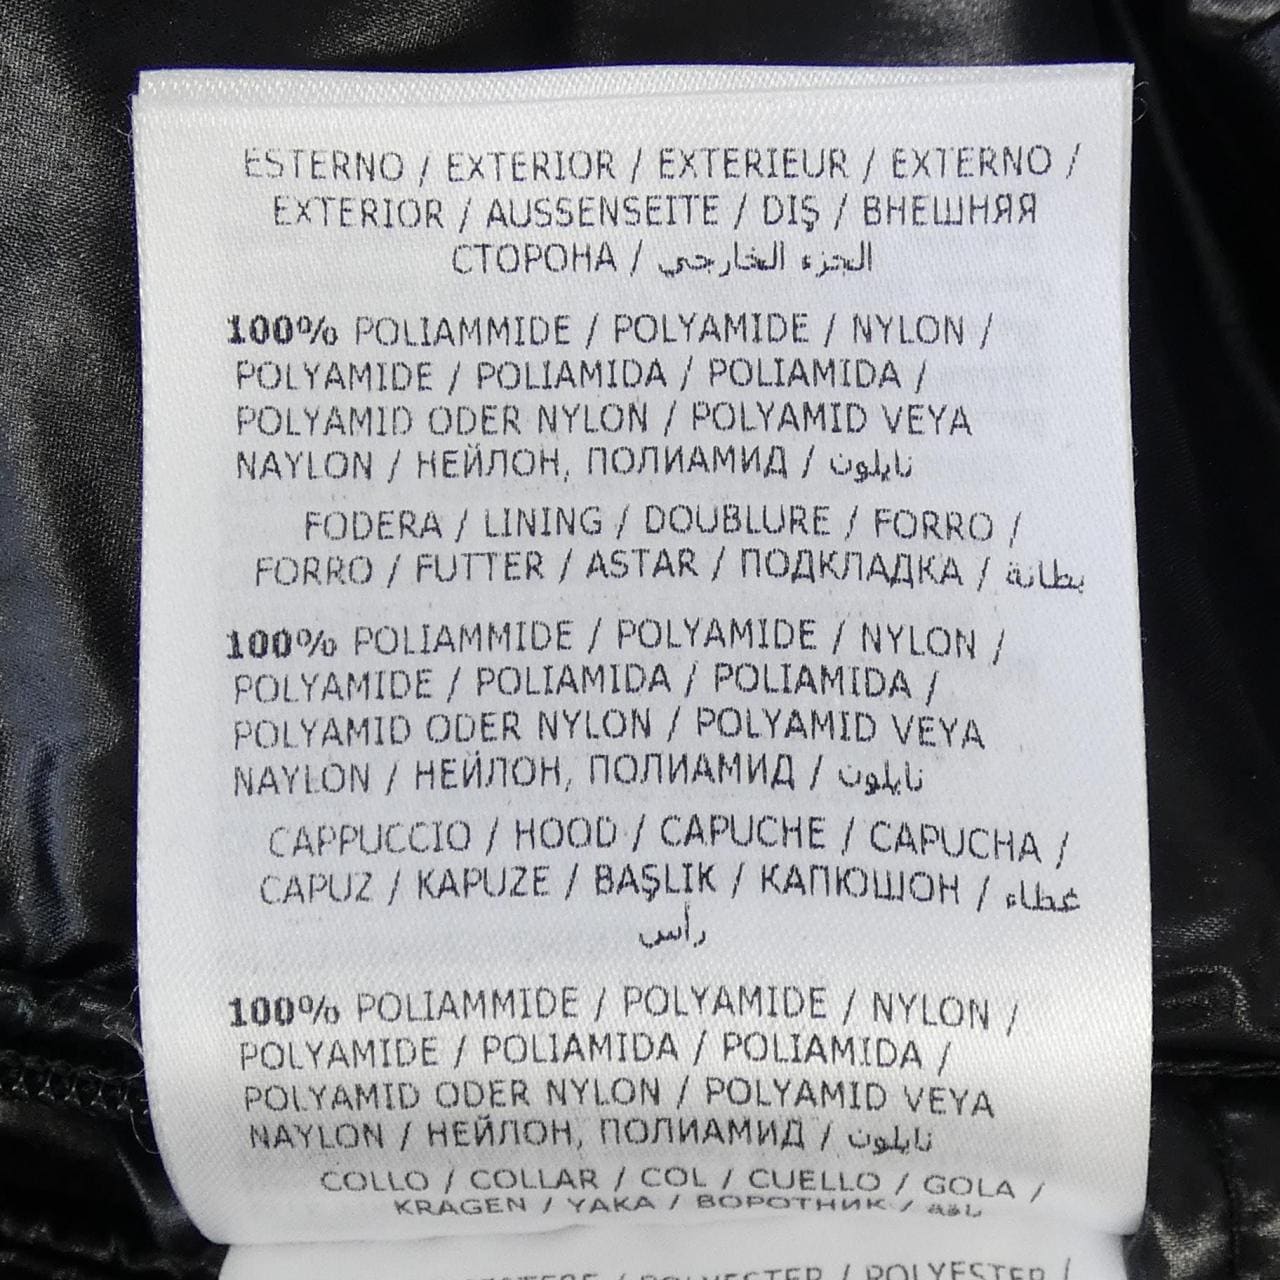 ESTERNO / EXTERIOR / EXTERIEUR / EXTERNO /
EXTERIOR / AUSSENSEITE / DIŞ / ВНЕШНЯЯ
СТОРОНА / الجزء الخارجي
100% POLIAMMIDE / POLYAMIDE / NYLON /
POLYAMIDE / POLIAMIDA / POLIAMIDA /
POLYAMID ODER NYLON / POLYAMID VEYA
NAYLON / НЕЙЛОН, ПОЛИАМИД / نايلون
FODERA / LINING / DOUBLURE / FORRO /
FORRO / FUTTER / ASTAR / ПОДКЛАДКА / بطانة
100% POLIAMMIDE / POLYAMIDE / NYLON /
POLYAMIDE / POLIAMIDA / POLIAMIDA /
POLYAMID ODER NYLON / POLYAMID VEYA
NAYLON / НЕЙЛОН, ПОЛИАМИД / نايلون
CAPPUCCIO / HOOD / CAPUCHE / CAPUCHA /
CAPUZ / KAPUZE / BAŞLIK / КАПЮШОН / غطاء
رأس
100% POLIAMMIDE / POLYAMIDE / NYLON /
POLYAMIDE / POLIAMIDA / POLIAMIDA /
POLYAMID ODER NYLON / POLYAMID VEYA
NAYLON / НЕЙЛОН, ПОЛИАМИД / نايلون
COLLO / COLLAR / COL / CUELLO / GOLA /
KRAGEN / YAKA / ВОРОТНИК / ياقة
/ POLYESTER / POLYESTER /